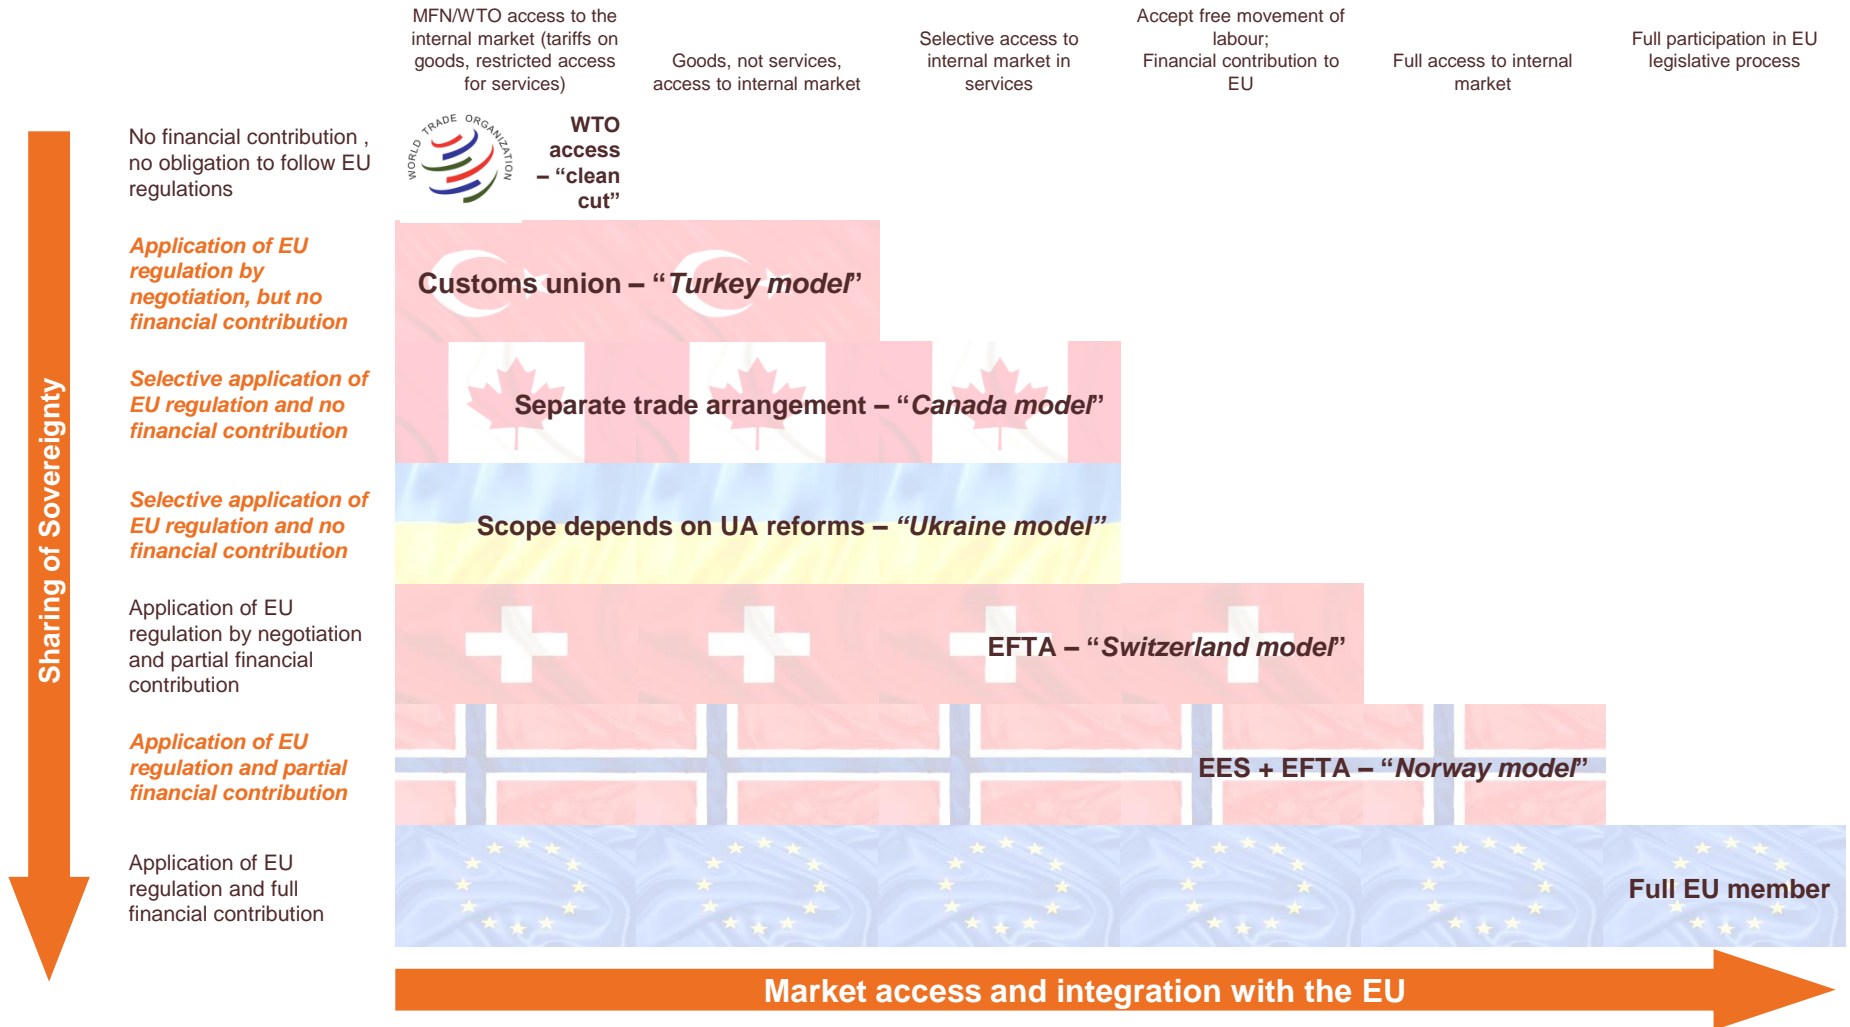 MFN/WTO access to the
internal market (tariffs on
goods, restricted access
for services)
Goods, not services,
access to internal market
Selective access to
internal market in
services
Accept free movement of
labour;
Financial contribution to
EU
Full access to internal
market
Full participation in EU
legislative process
Sharing of Sovereignty
No financial contribution ,
no obligation to follow EU
regulations
WORLD TRADE ORGANIZATION
WTO
access
– “clean
cut”
Application of EU
regulation by
negotiation, but no
financial contribution
Customs union – “Turkey model”
Selective application of
EU regulation and no
financial contribution
Separate trade arrangement – “Canada model”
Selective application of
EU regulation and no
financial contribution
Scope depends on UA reforms – “Ukraine model”
Application of EU
regulation by negotiation
and partial financial
contribution
EFTA – “Switzerland model”
Application of EU
regulation and partial
financial contribution
EES + EFTA – “Norway model”
Application of EU
regulation and full
financial contribution
Full EU member
Market access and integration with the EU